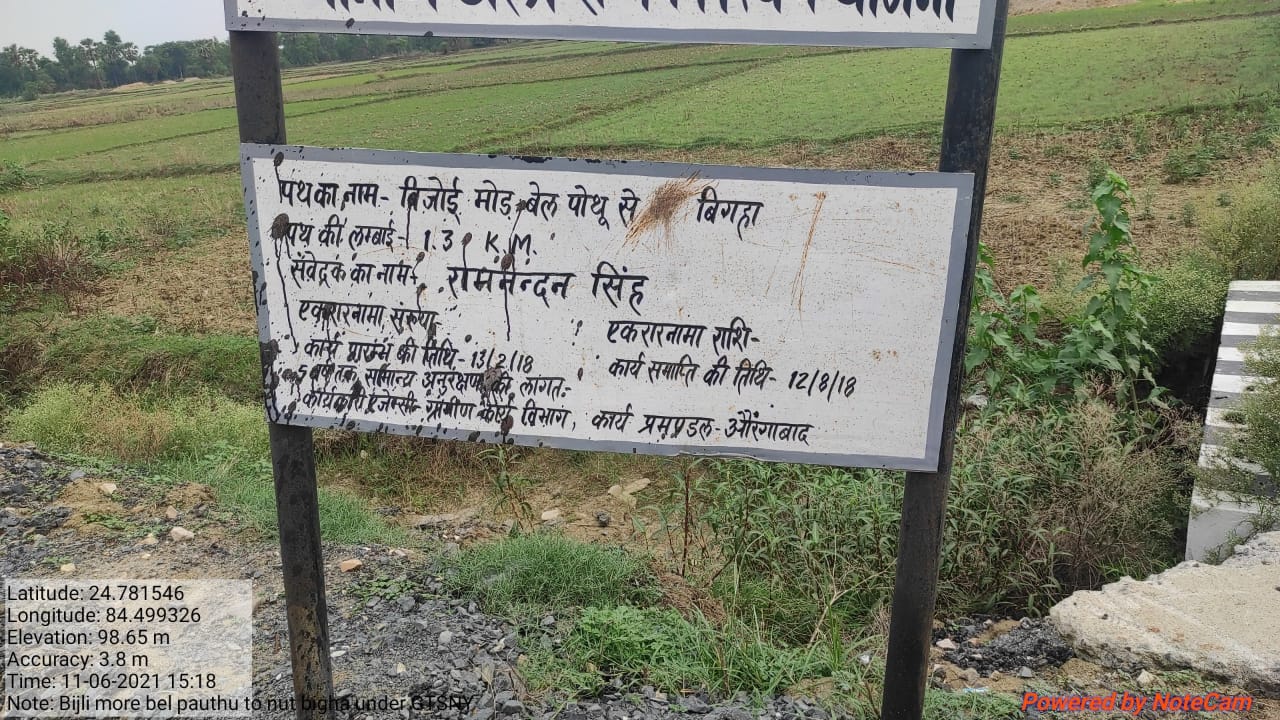 योजना
पथ का नाम- बिजोई मोड बेल पोथू से बिगहा
पथ की लम्बाई- 1.3 K.M.
संवेदक का नाम- रामनन्दन सिंह
एकरारनामा संख्या
एकरारनामा राशि-
कार्य प्रारम्भ की तिथि- 13/2/18
कार्य समाप्ति की तिथि- 12/8/18
5 वर्ष तक सामान्य अनुरक्षण की लागत:-
कार्यकारी एजेन्सी- ग्रामीण कार्य विभाग, कार्य प्रमण्डल- औरंगाबाद
Latitude: 24.781546
Longitude: 84.499326
Elevation: 98.65 m
Accuracy: 3.8 m
Time: 11-06-2021 15:18
Note: Bijli more bel pauthu to nut bigha under GTSNY
Powered by NoteCam